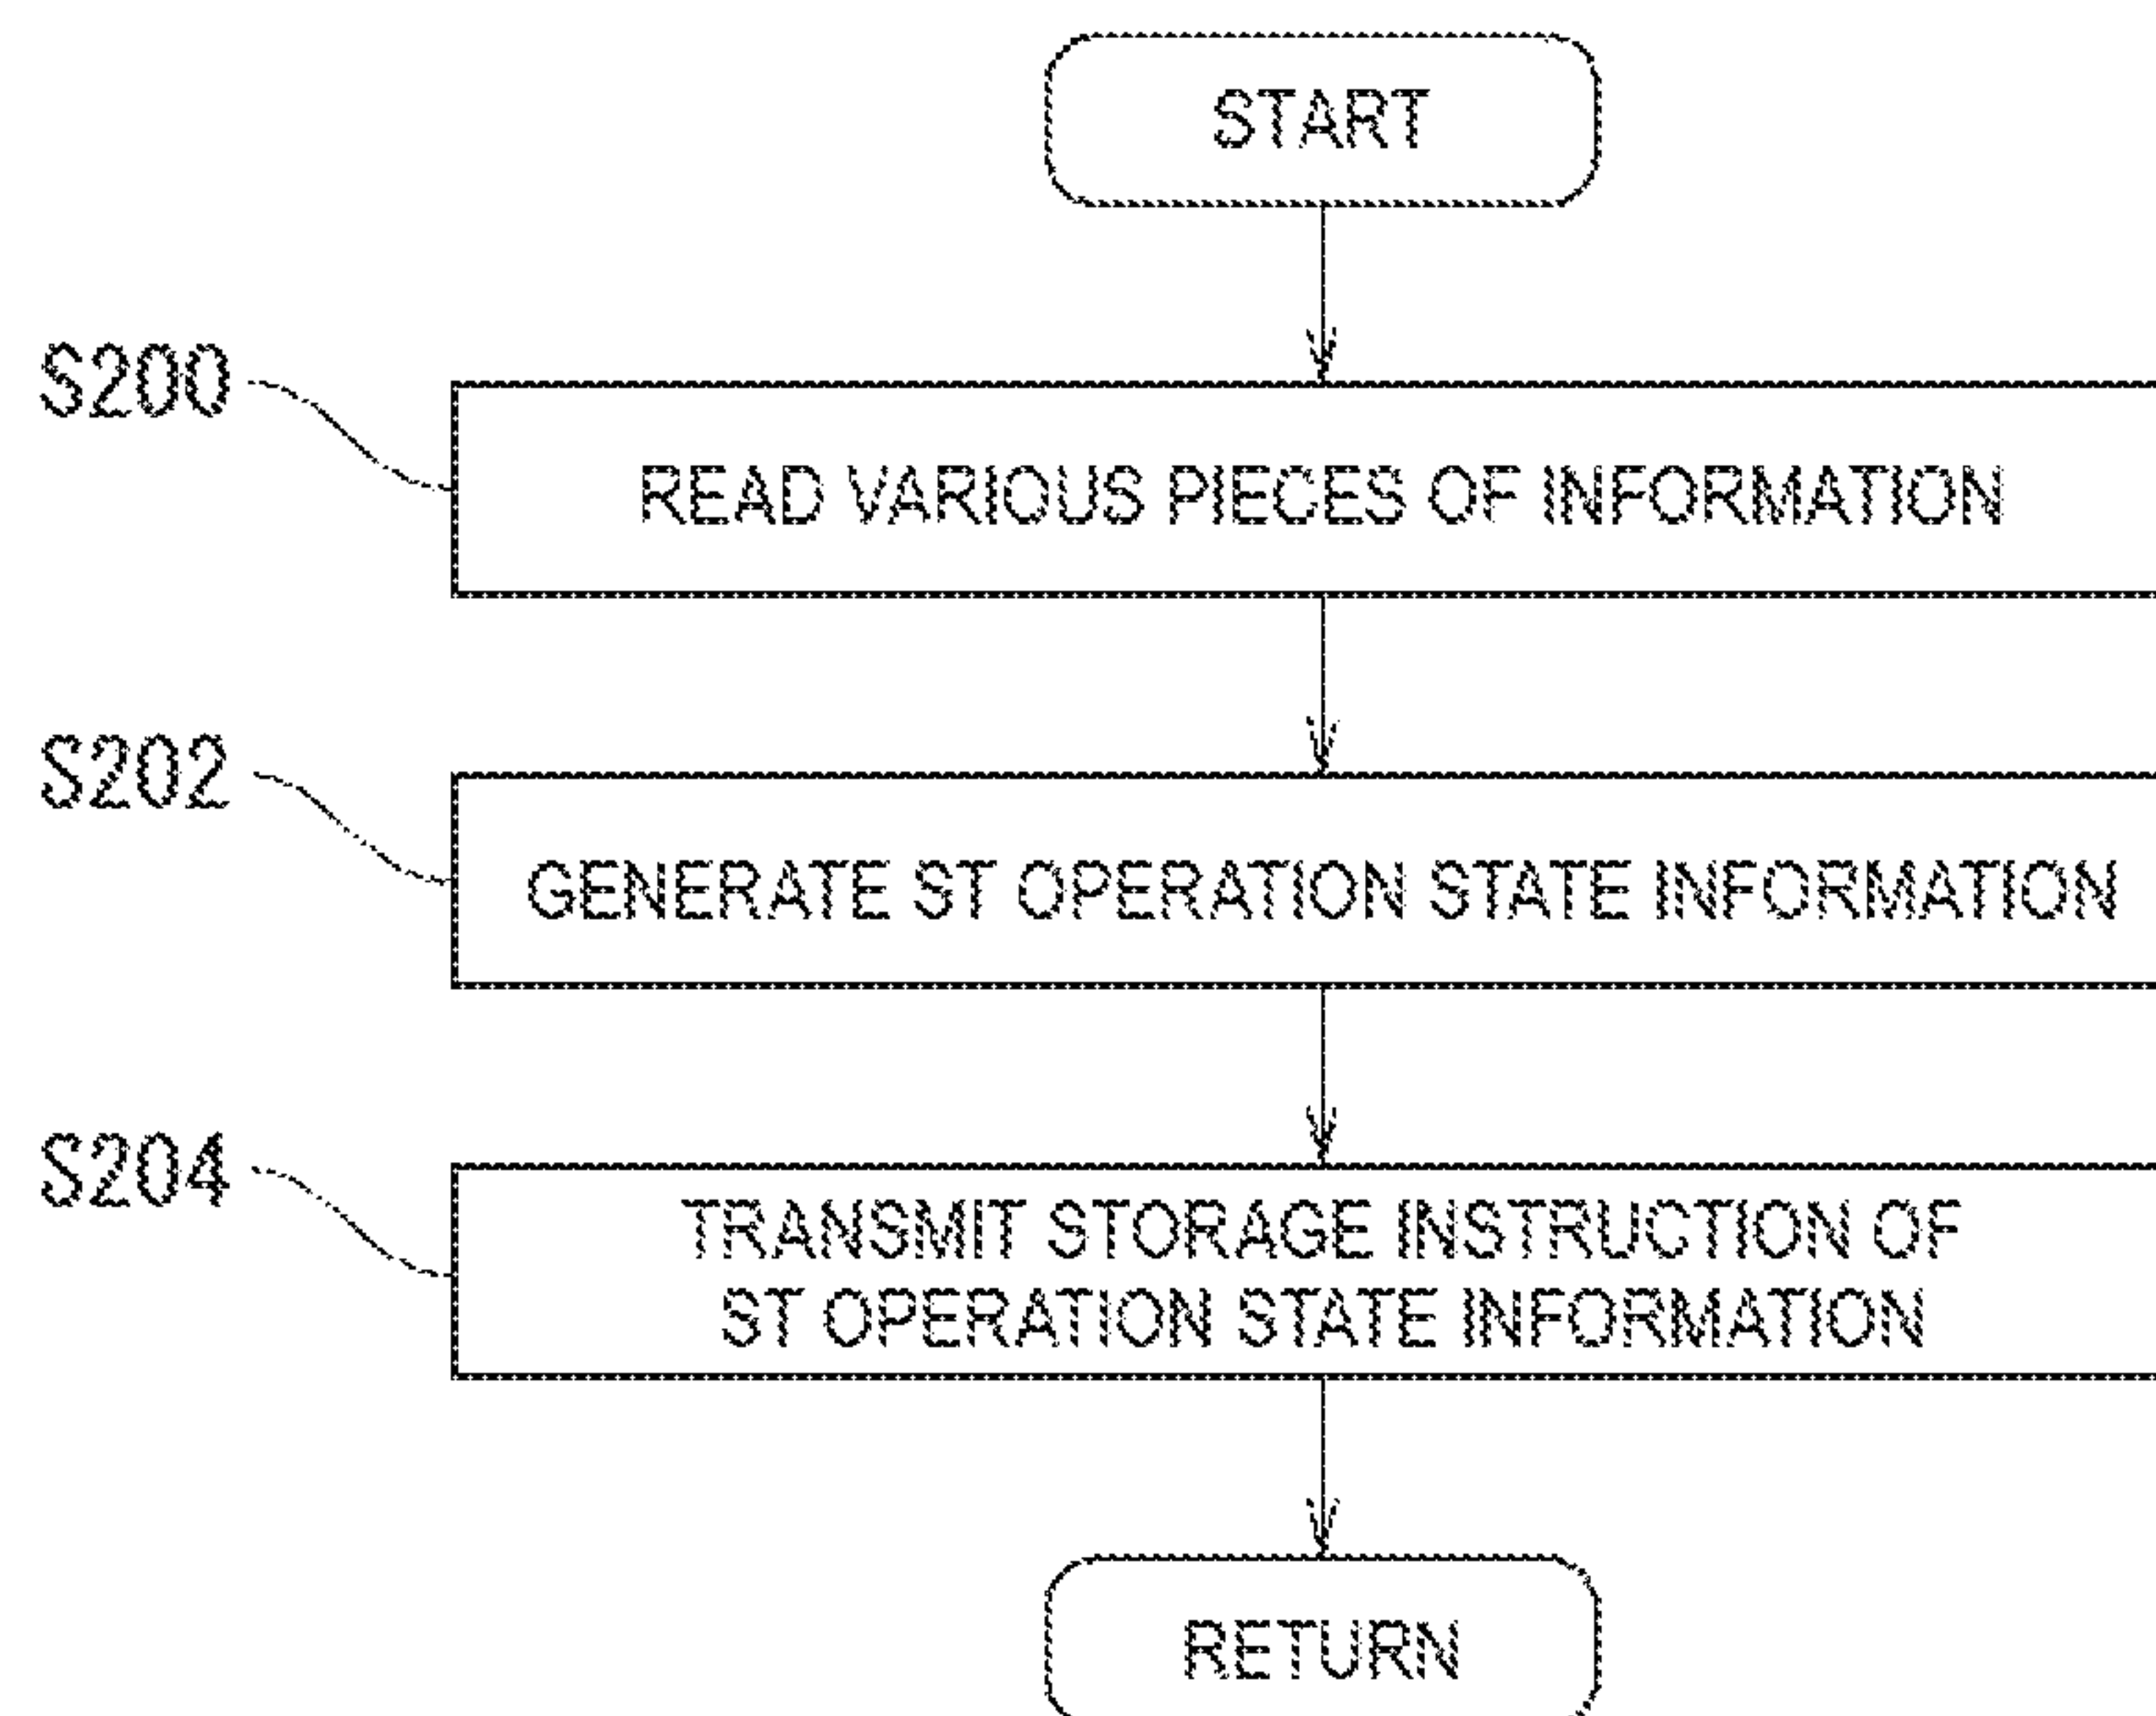 START
S200
READ VARIOUS PIECES OF INFORMATION
S202
GENERATE ST OPERATION STATE INFORMATION
S204
TRANSMIT STORAGE INSTRUCTION OF
ST OPERATION STATE INFORMATION
RETURN